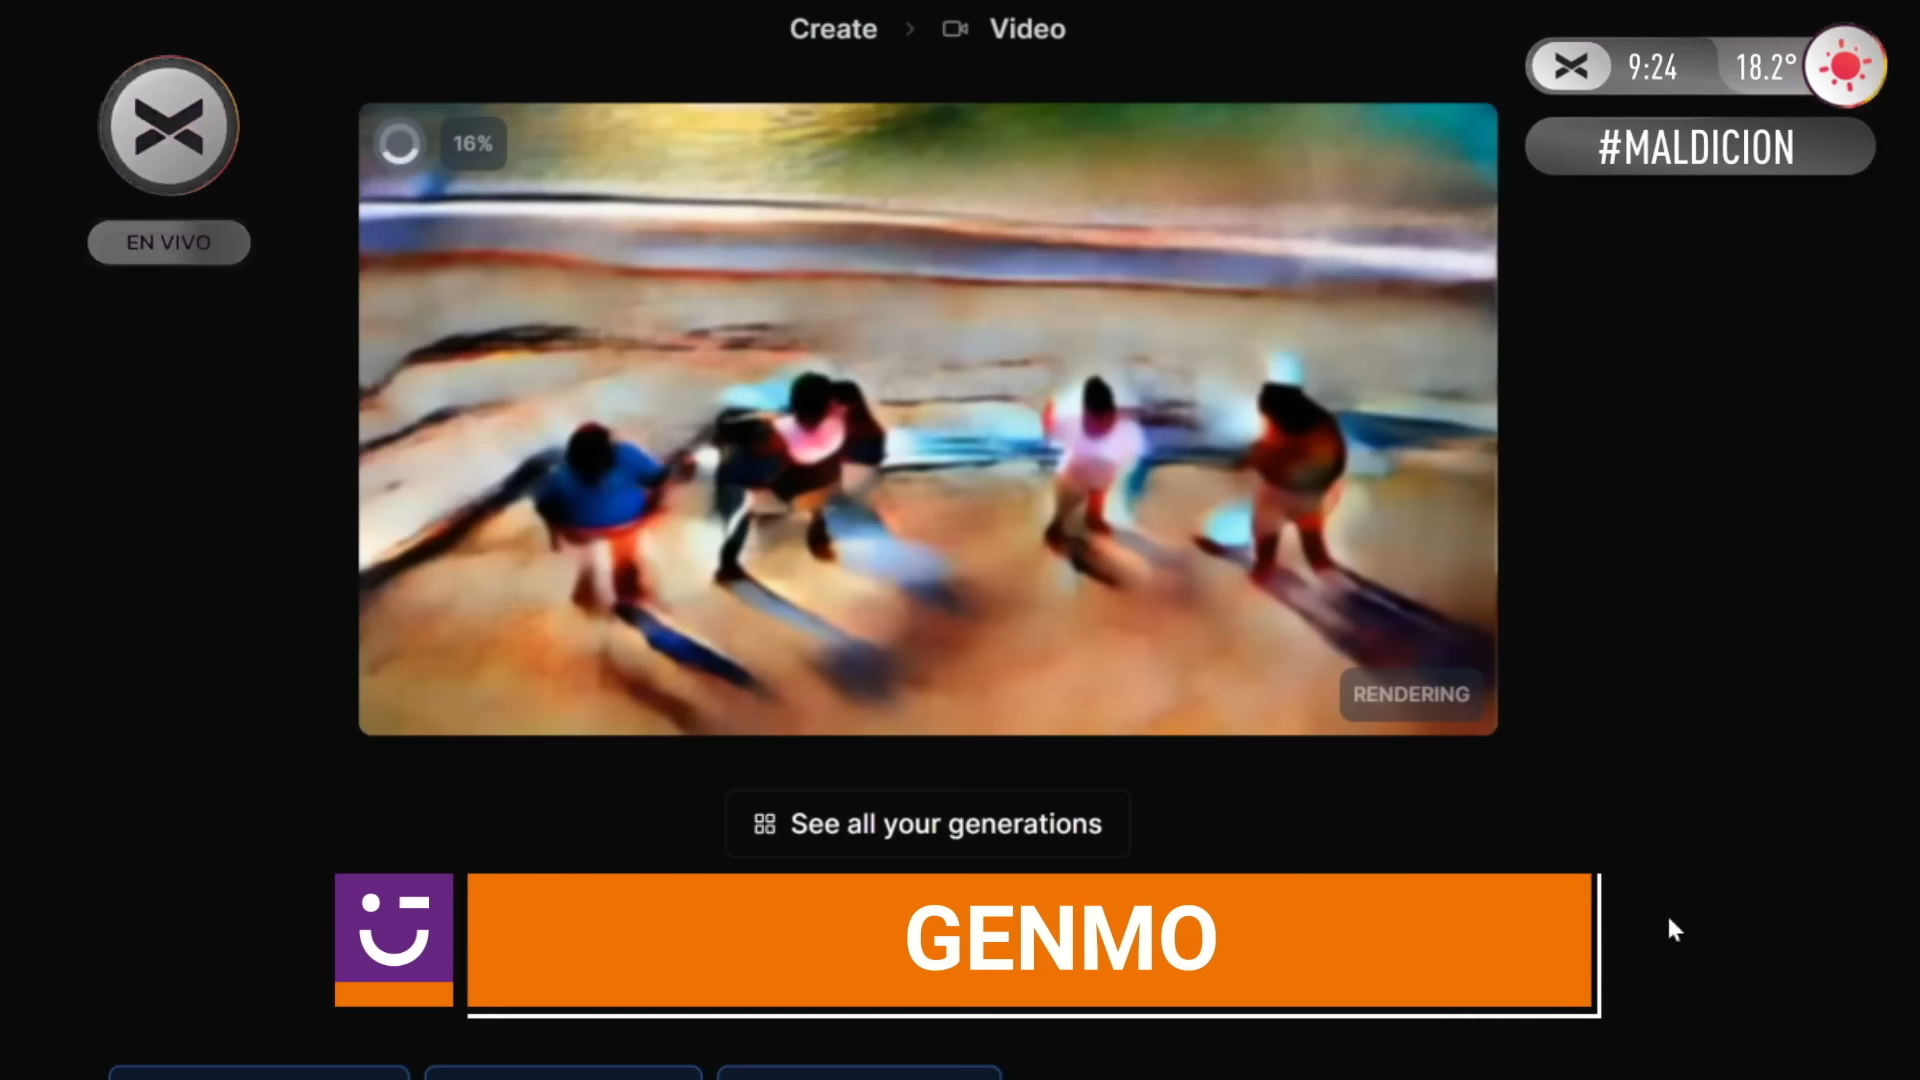 Create > Video
9:24 18.2°
#MALDICION
EN VIVO
16%
RENDERING
See all your generations
GENMO